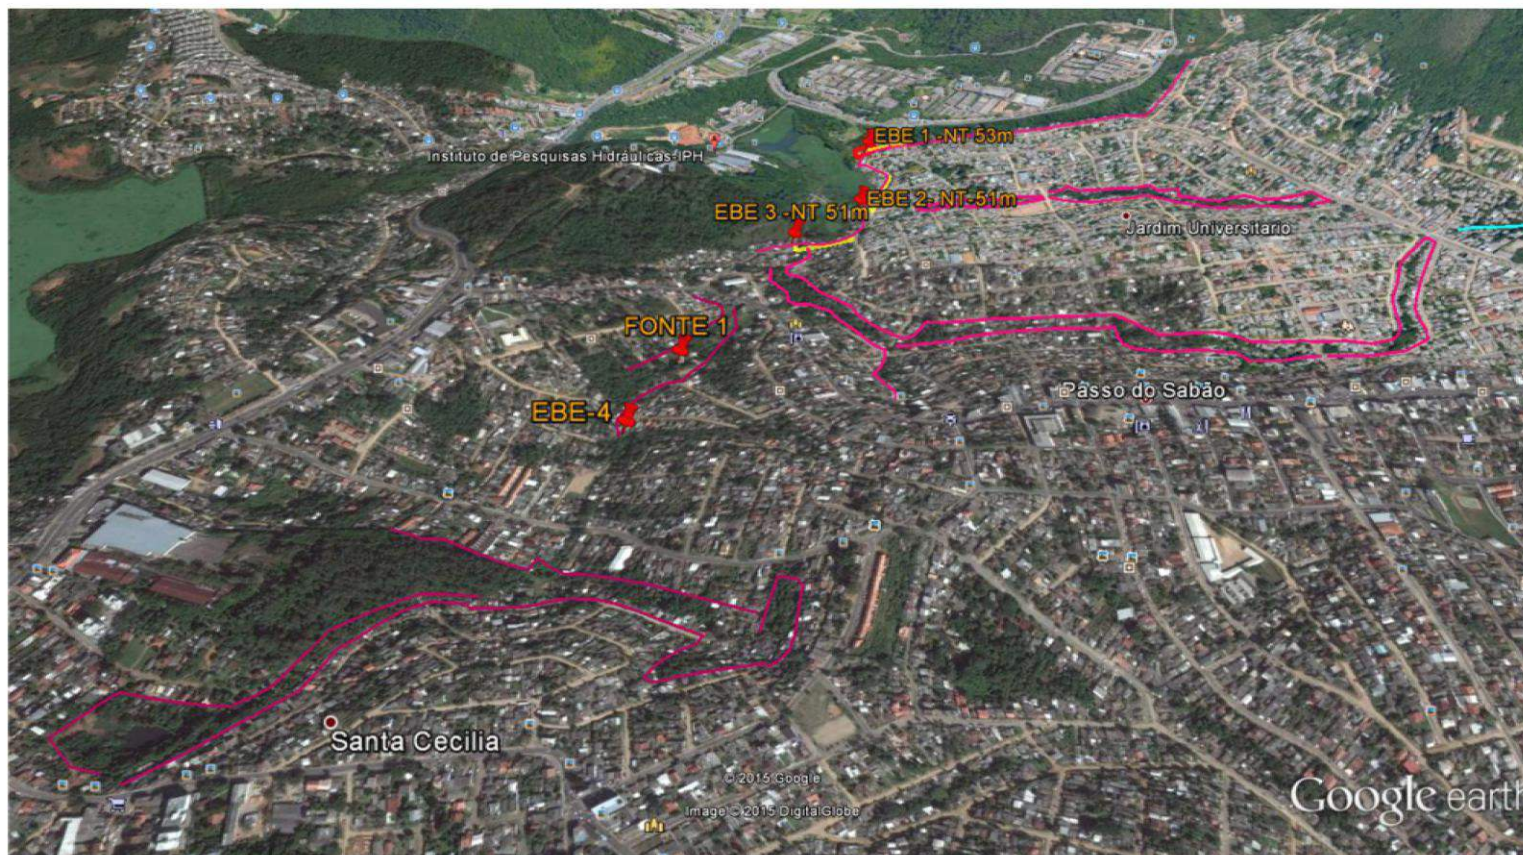 EBE 1 -NT 53m
Instituto de Pesquisas Hidráulicas-IPH
EBE 2- NT-51m
EBE 3 -NT 51m
Jardim Universitario
FONTE 1
Passo do Sabão
EBE-4
Santa Cecilia
© 2015 Google
Image © 2015 DigitalGlobe
Google earth